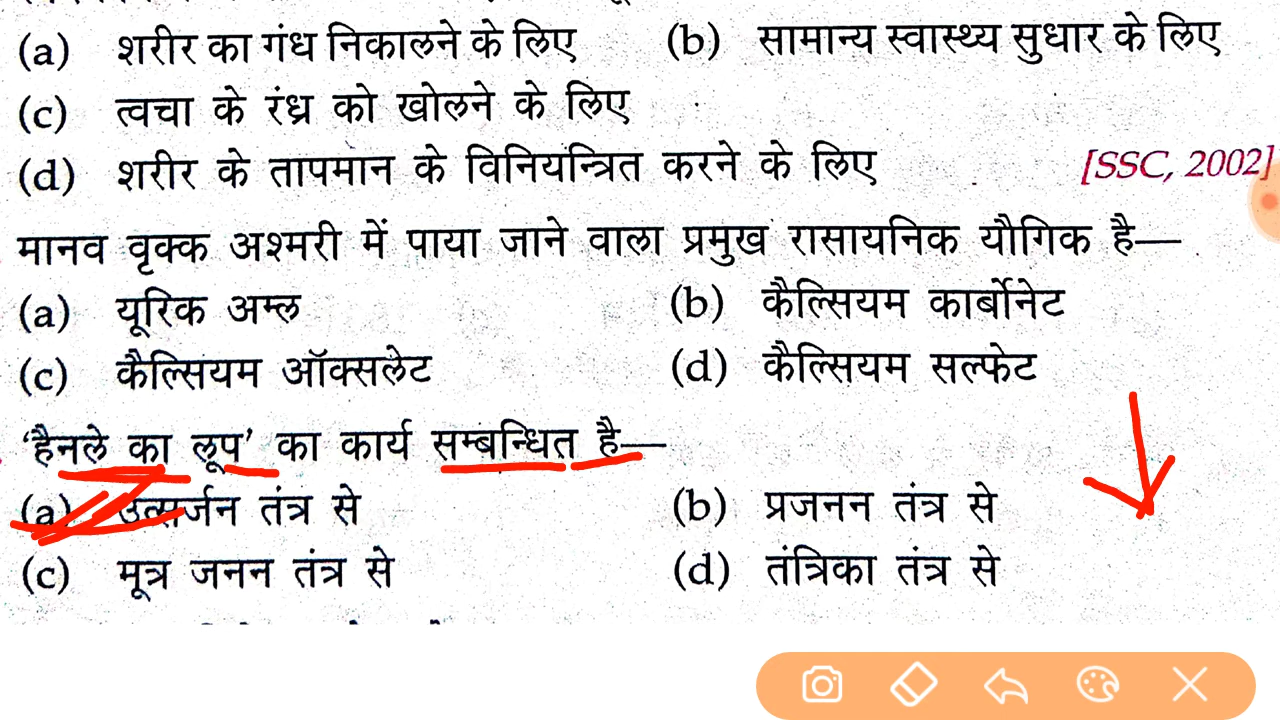 (a) शरीर का गंध निकालने के लिए (b) सामान्य स्वास्थ्य सुधार के लिए
(c) त्वचा के रंध्र को खोलने के लिए
(d) शरीर के तापमान के विनियन्त्रित करने के लिए [SSC, 2002]
मानव वृक्क अश्मरी में पाया जाने वाला प्रमुख रासायनिक यौगिक है—
(a) यूरिक अम्ल (b) कैल्सियम कार्बोनेट
(c) कैल्सियम ऑक्सलेट (d) कैल्सियम सल्फेट
‘हैनले का लूप’ का कार्य सम्बन्धित है—
(a) उत्सर्जन तंत्र से (b) प्रजनन तंत्र से
(c) मूत्र जनन तंत्र से (d) तंत्रिका तंत्र से